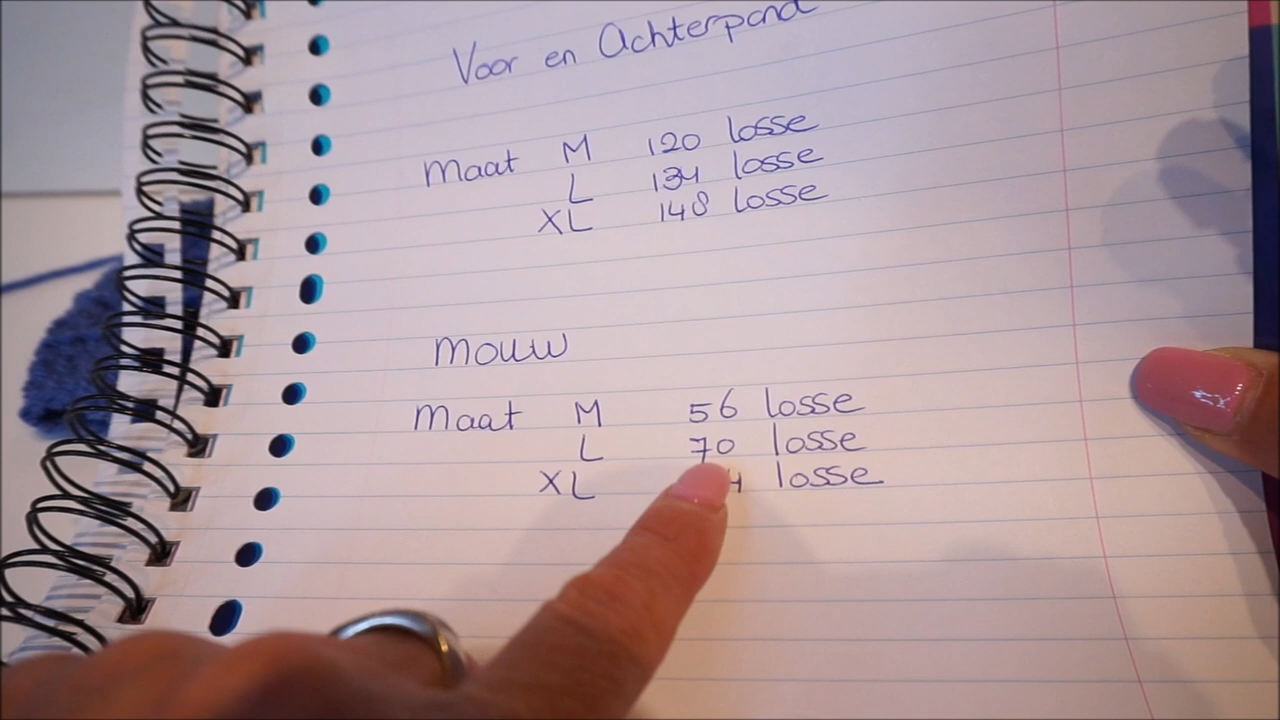 Voor en Achterpand
Maat M 120 losse
L 134 losse
XL 148 losse
Mouw
Maat M 56 losse
L 70 losse
XL losse